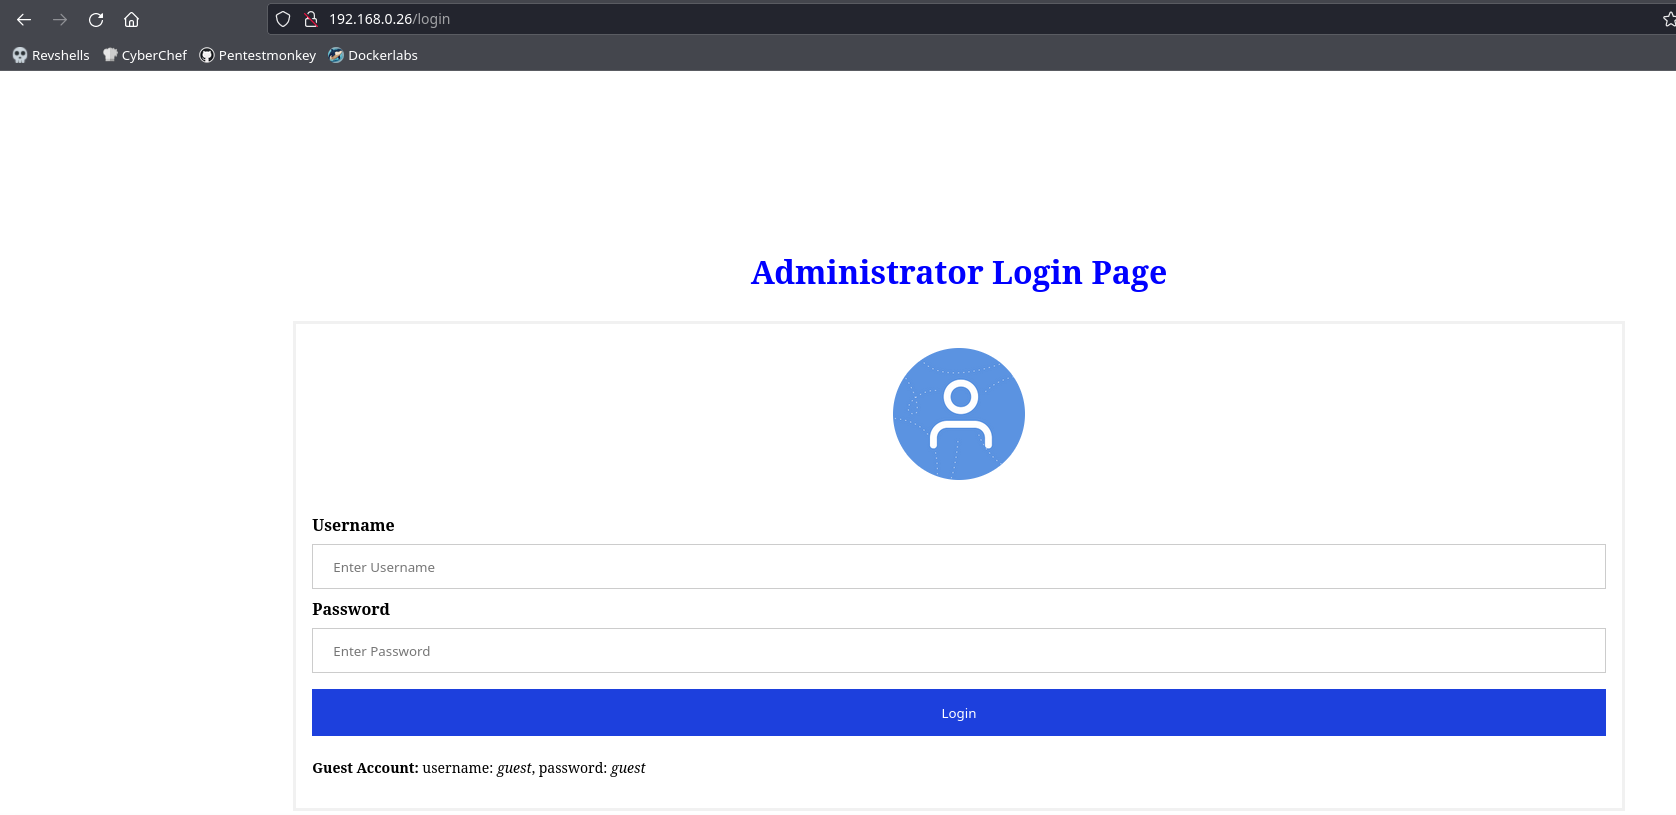 192.168.0.26/login
Revshells CyberChef Pentestmonkey Dockerlabs
Administrator Login Page
Username
Enter Username
Password
Enter Password
Login
Guest Account: username: guest, password: guest